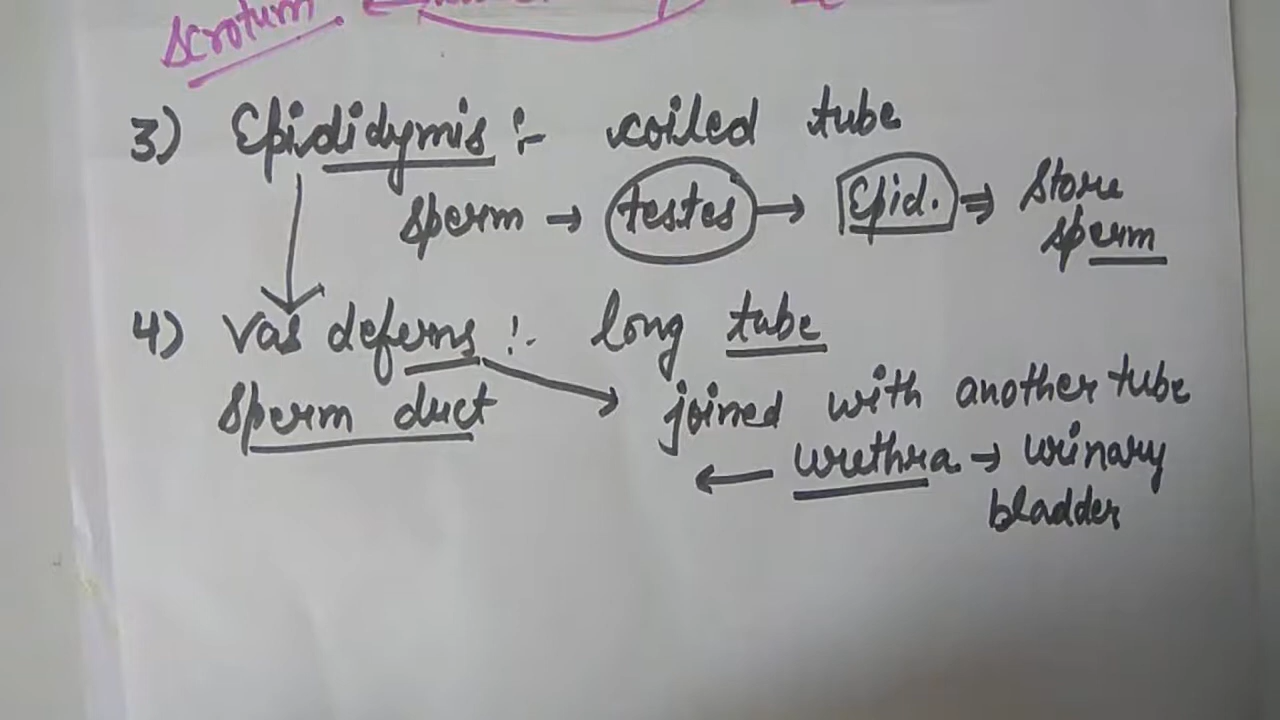 scrotum
3) Epididymis :- coiled tube
sperm → testes → Epid. ⇒ store
sperm
4) Vas deferns :- long tube
sperm duct joined with another tube
← urethra → urinary
bladder